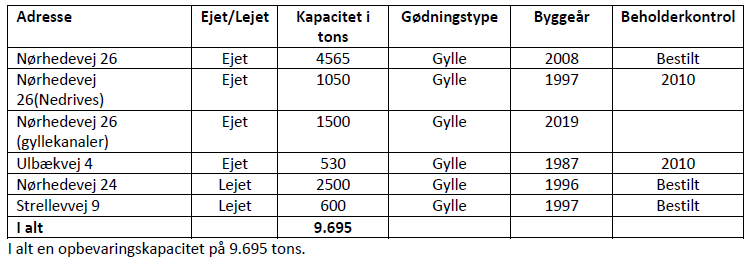 Adresse Ejet/Lejet Kapacitet i tons Gødningstype Byggeår Beholderkontrol
Nørhedevej 26 Ejet 4565 Gylle 2008 Bestilt
Nørhedevej 26(Nedrives) Ejet 1050 Gylle 1997 2010
Nørhedevej 26 (gyllekanaler) Ejet 1500 Gylle 2019
Ulbækvej 4 Ejet 530 Gylle 1987 2010
Nørhedevej 24 Lejet 2500 Gylle 1996 Bestilt
Strellevvej 9 Lejet 600 Gylle 1997 Bestilt
I alt 9.695
I alt en opbevaringskapacitet på 9.695 tons.